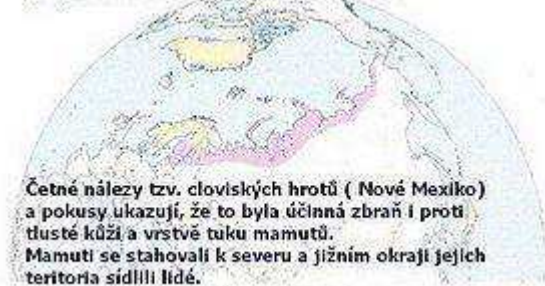 Četné nálezy tzv. cloviských hrotů ( Nové Mexiko)
a pokusy ukazují, že to byla účinná zbraň i proti
tlusté kůži a vrstvě tuku mamutů.
Mamuti se stahovali k severu a jižním okraji jejich
teritoria sídlili lidé.